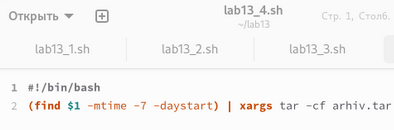 Открыть
lab13_4.sh
~/lab13
Стр. 1, Столб.
lab13_1.sh
lab13_2.sh
lab13_3.sh
1 #!/bin/bash
2 (find $1 -mtime -7 -daystart) | xargs tar -cf arhiv.tar